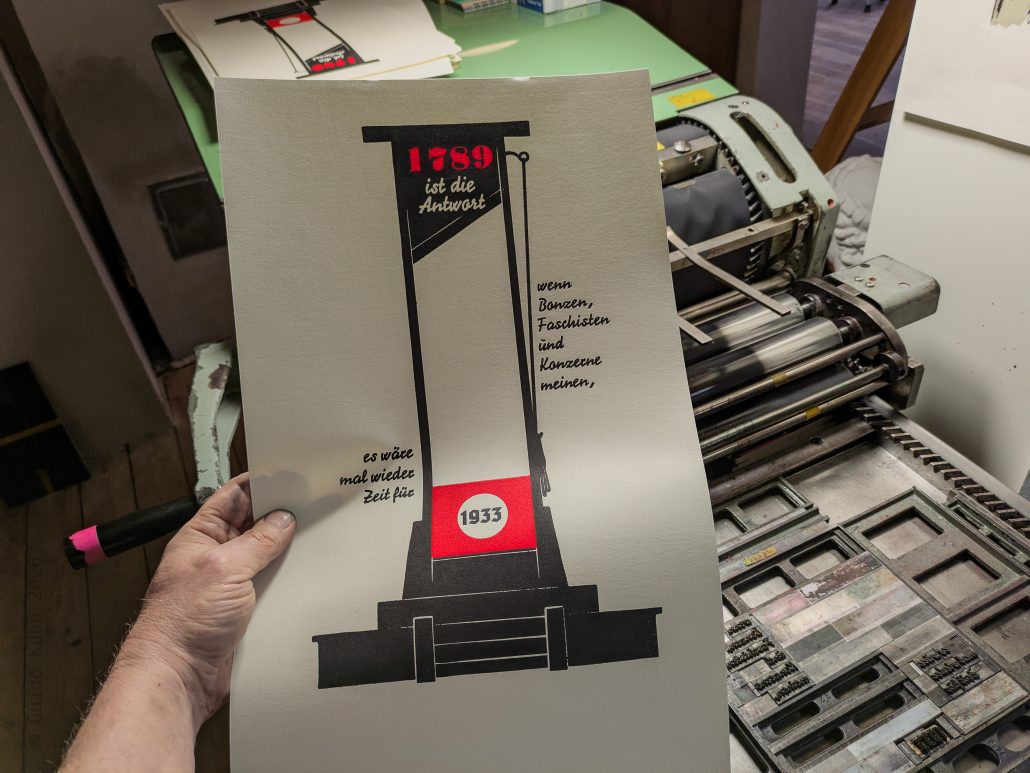 1789
ist die
Antwort
wenn
Bonzen,
Faschisten
und
Konzerne
meinen,
es wäre
mal wieder
Zeit für
1933
© Guido Kühn 2026